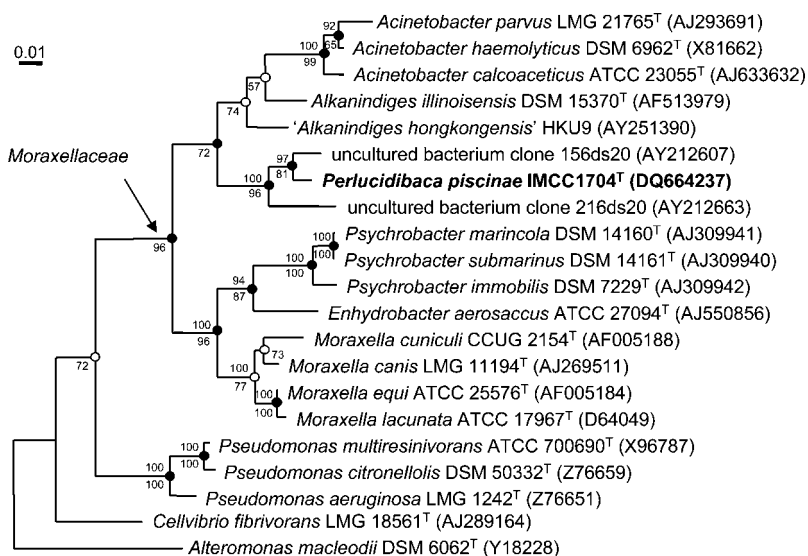 0.01
Moraxellaceae
Acinetobacter parvus LMG 21765ᵀ (AJ293691)
92
65
Acinetobacter haemolyticus DSM 6962ᵀ (X81662)
100
99
Acinetobacter calcoaceticus ATCC 23055ᵀ (AJ633632)
57
Alkanindiges illinoisensis DSM 15370ᵀ (AF513979)
74
'Alkanindiges hongkongensis' HKU9 (AY251390)
72
uncultured bacterium clone 156ds20 (AY212607)
97
81
Perlucidibaca piscinae IMCC1704ᵀ (DQ664237)
100
96
uncultured bacterium clone 216ds20 (AY212663)
96
Psychrobacter marincola DSM 14160ᵀ (AJ309941)
100
100
Psychrobacter submarinus DSM 14161ᵀ (AJ309940)
100
100
Psychrobacter immobilis DSM 7229ᵀ (AJ309942)
94
87
Enhydrobacter aerosaccus ATCC 27094ᵀ (AJ550856)
100
96
Moraxella cuniculi CCUG 2154ᵀ (AF005188)
73
Moraxella canis LMG 11194ᵀ (AJ269511)
100
77
Moraxella equi ATCC 25576ᵀ (AF005184)
100
100
Moraxella lacunata ATCC 17967ᵀ (D64049)
72
Pseudomonas multiresinivorans ATCC 700690ᵀ (X96787)
100
100
Pseudomonas citronellolis DSM 50332ᵀ (Z76659)
100
100
Pseudomonas aeruginosa LMG 1242ᵀ (Z76651)
Cellvibrio fibrivorans LMG 18561ᵀ (AJ289164)
Alteromonas macleodii DSM 6062ᵀ (Y18228)